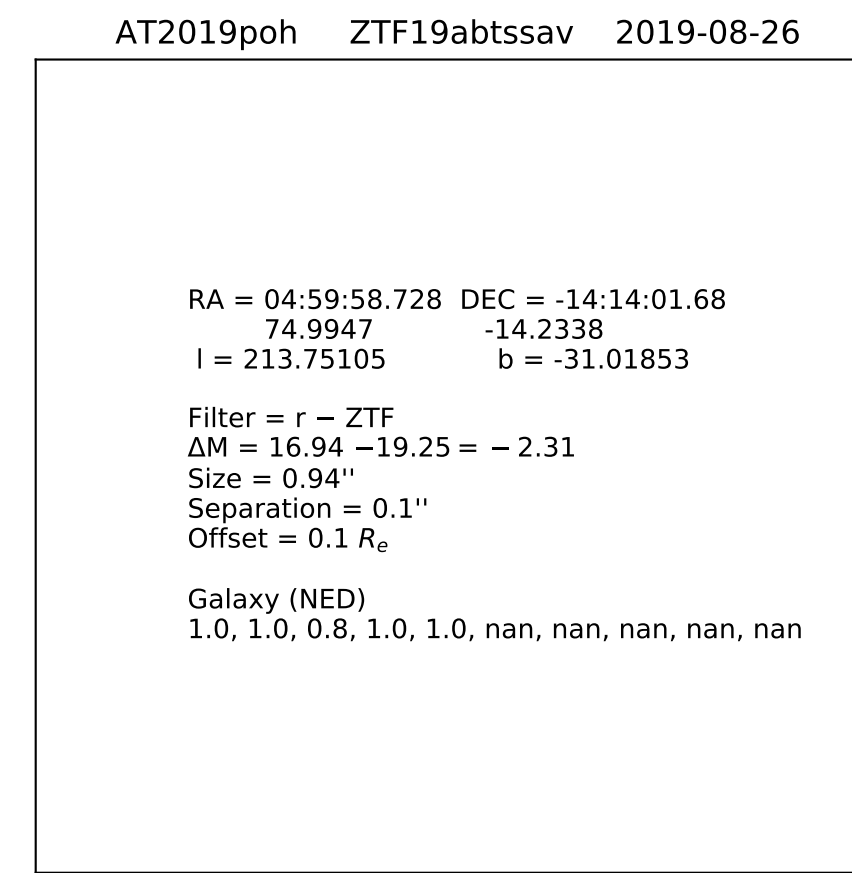 AT2019poh ZTF19abtssav 2019-08-26
RA = 04:59:58.728 DEC = -14:14:01.68
74.9947 -14.2338
l = 213.75105 b = -31.01853
Filter = r − ZTF
ΔM = 16.94 −19.25 = − 2.31
Size = 0.94''
Separation = 0.1''
Offset = 0.1 Re
Galaxy (NED)
1.0, 1.0, 0.8, 1.0, 1.0, nan, nan, nan, nan, nan